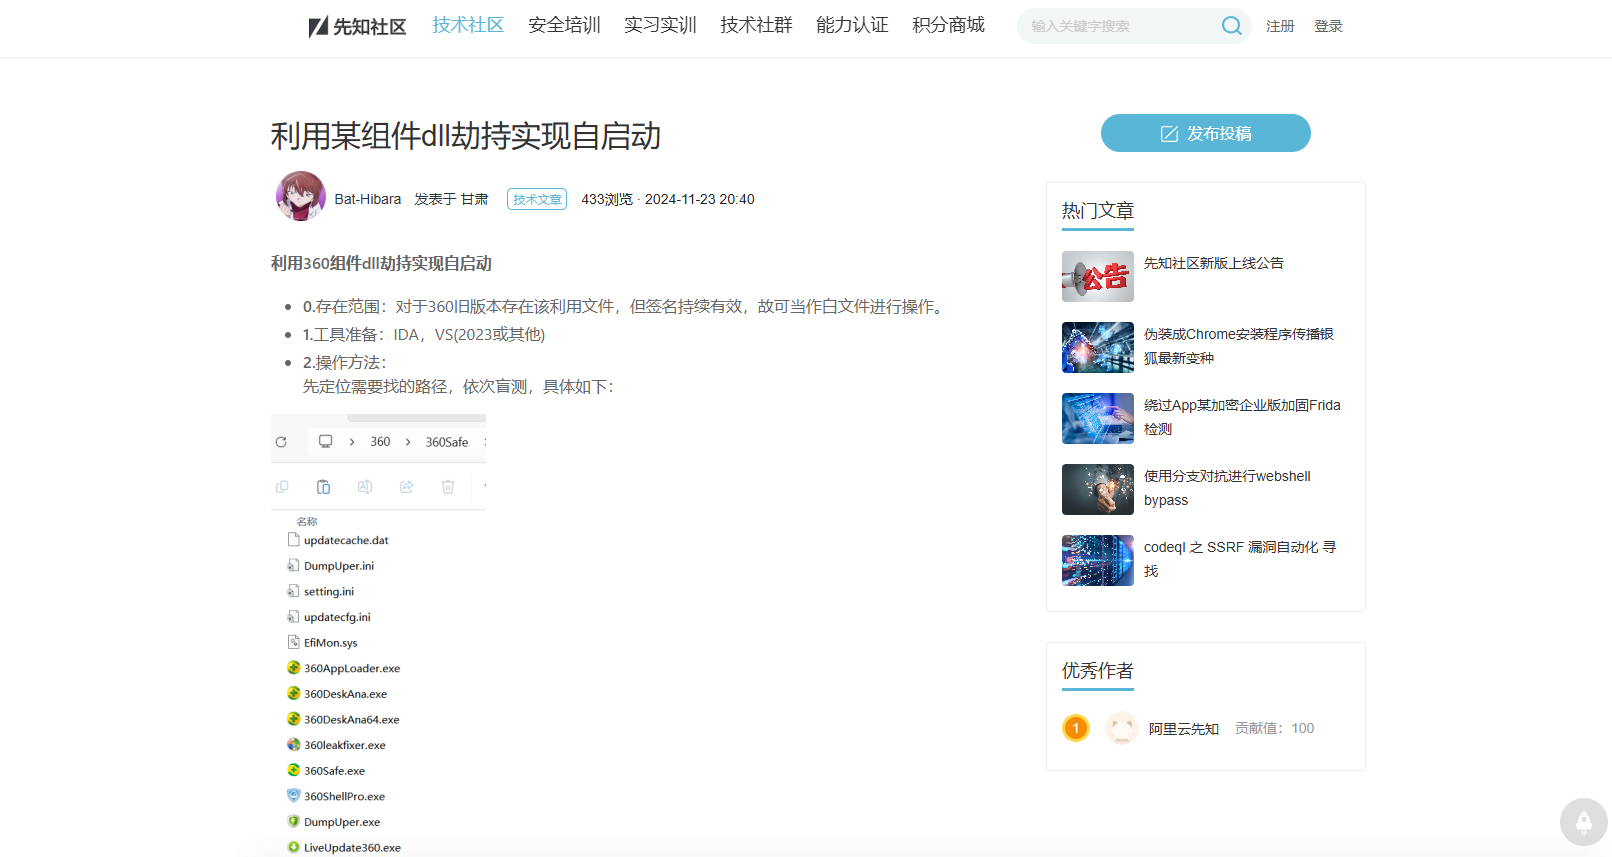 先知社区 技术社区 安全培训 实习实训 技术社群 能力认证 积分商城 输入关键字搜索 注册 登录
利用某组件dll劫持实现自启动
Bat-Hibara 发表于 甘肃 技术文章 433浏览 · 2024-11-23 20:40
利用360组件dll劫持实现自启动
0.存在范围：对于360旧版本存在该利用文件，但签名持续有效，故可当作白文件进行操作。
1.工具准备：IDA，VS(2023或其他)
2.操作方法：
先定位需要找的路径，依次盲测，具体如下：
360 360Safe
名称
updatecache.dat
DumpUper.ini
setting.ini
updatecfg.ini
EfiMon.sys
360AppLoader.exe
360DeskAna.exe
360DeskAna64.exe
360leakfixer.exe
360Safe.exe
360ShellPro.exe
DumpUper.exe
LiveUpdate360.exe
发布投稿
热门文章
公告
先知社区新版上线公告
伪装成Chrome安装程序传播银
狐最新变种
绕过App某加密企业版加固Frida
检测
使用分支对抗进行webshell
bypass
codeql 之 SSRF 漏洞自动化 寻
找
优秀作者
1 阿里云先知 贡献值：100